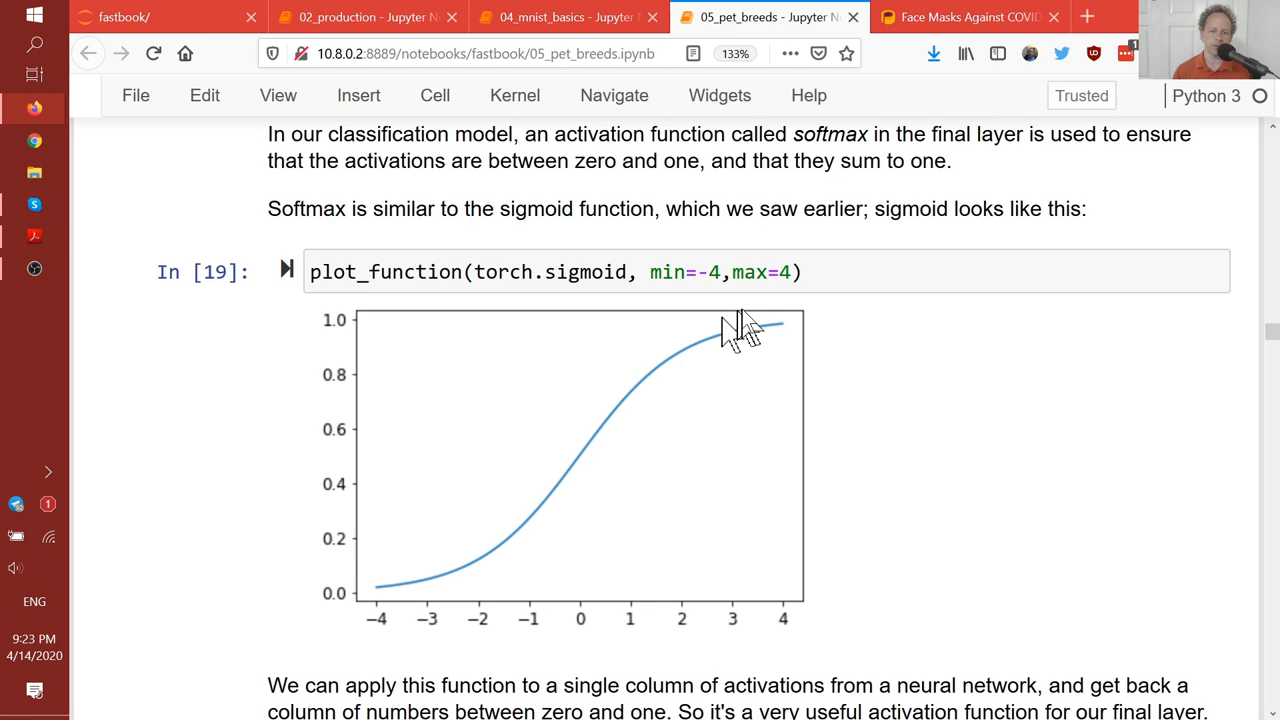 fastbook/
02_production - Jupyter N
04_mnist_basics - Jupyter
05_pet_breeds - Jupyter N
Face Masks Against COVID
10.8.0.2:8889/notebooks/fastbook/05_pet_breeds.ipynb
133%
1
File Edit View Insert Cell Kernel Navigate Widgets Help
Trusted
Python 3
In our classification model, an activation function called softmax in the final layer is used to ensure
that the activations are between zero and one, and that they sum to one.
Softmax is similar to the sigmoid function, which we saw earlier; sigmoid looks like this:
In [19]:
plot_function(torch.sigmoid, min=-4,max=4)
1.0
0.8
0.6
0.4
0.2
0.0
−4 −3 −2 −1 0 1 2 3 4
We can apply this function to a single column of activations from a neural network, and get back a
column of numbers between zero and one. So it's a very useful activation function for our final layer.
1
ENG
9:23 PM
4/14/2020